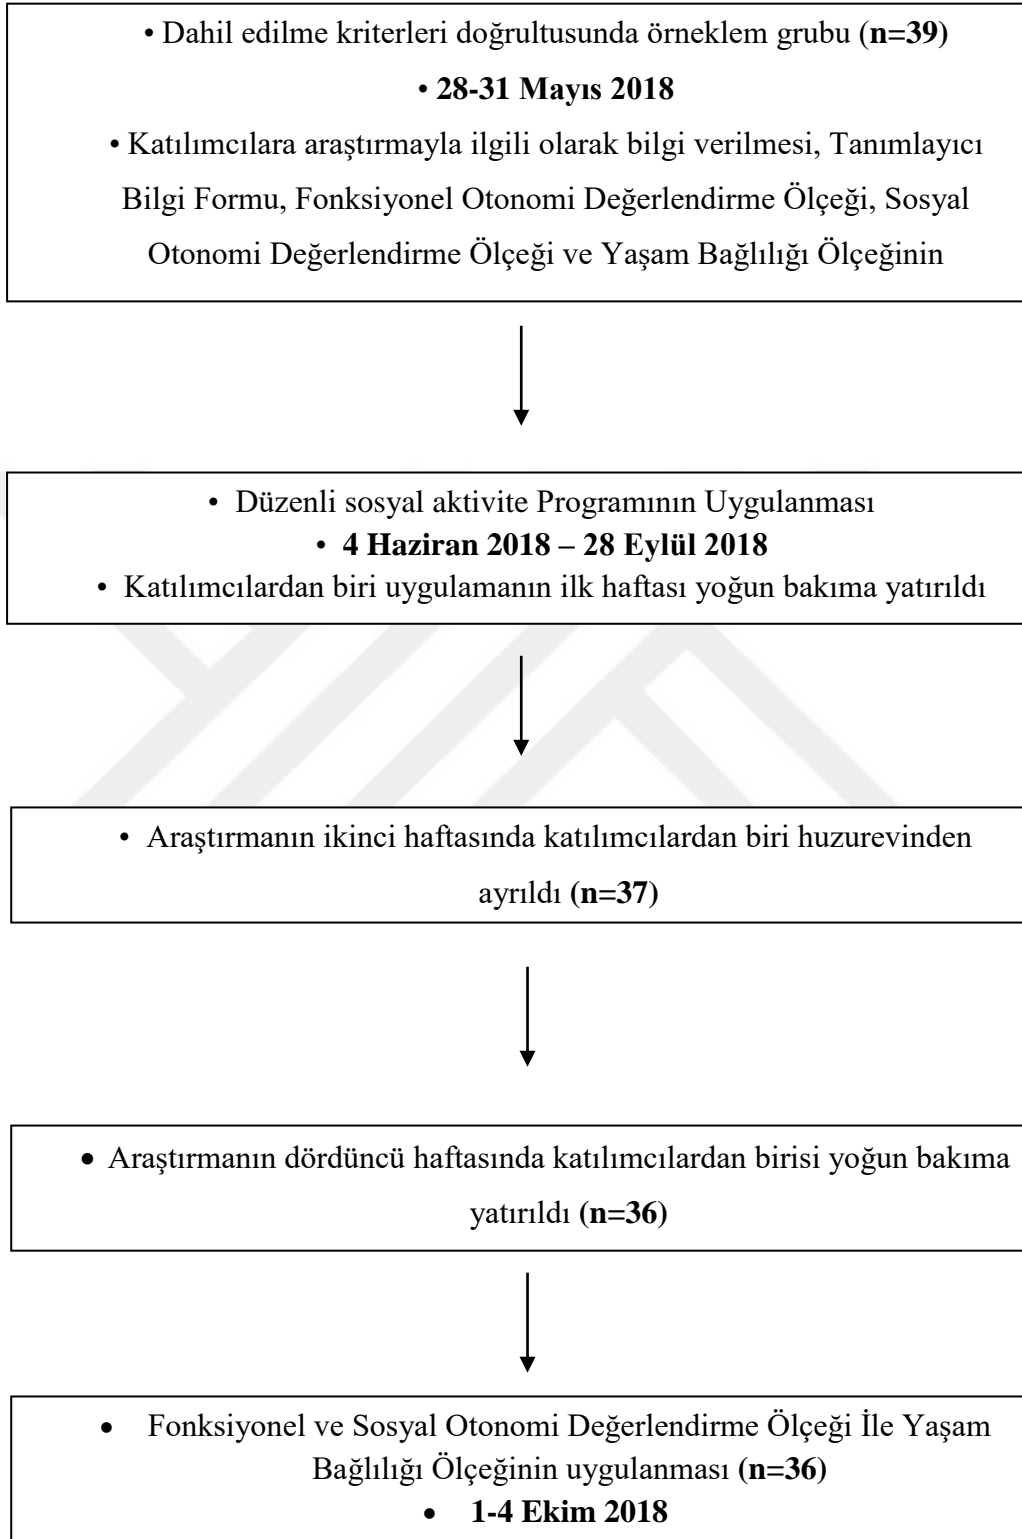 • Dahil edilme kriterleri doğrultusunda örneklem grubu (n=39)
• 28-31 Mayıs 2018
• Katılımcılara araştırmayla ilgili olarak bilgi verilmesi, Tanımlayıcı
Bilgi Formu, Fonksiyonel Otonomi Değerlendirme Ölçeği, Sosyal
Otonomi Değerlendirme Ölçeği ve Yaşam Bağlılığı Ölçeğinin
• Düzenli sosyal aktivite Programının Uygulanması
• 4 Haziran 2018 – 28 Eylül 2018
• Katılımcılardan biri uygulamanın ilk haftası yoğun bakıma yatırıldı
• Araştırmanın ikinci haftasında katılımcılardan biri huzurevinden
ayrıldı (n=37)
• Araştırmanın dördüncü haftasında katılımcılardan birisi yoğun bakıma
yatırıldı (n=36)
• Fonksiyonel ve Sosyal Otonomi Değerlendirme Ölçeği İle Yaşam
Bağlılığı Ölçeğinin uygulanması (n=36)
• 1-4 Ekim 2018